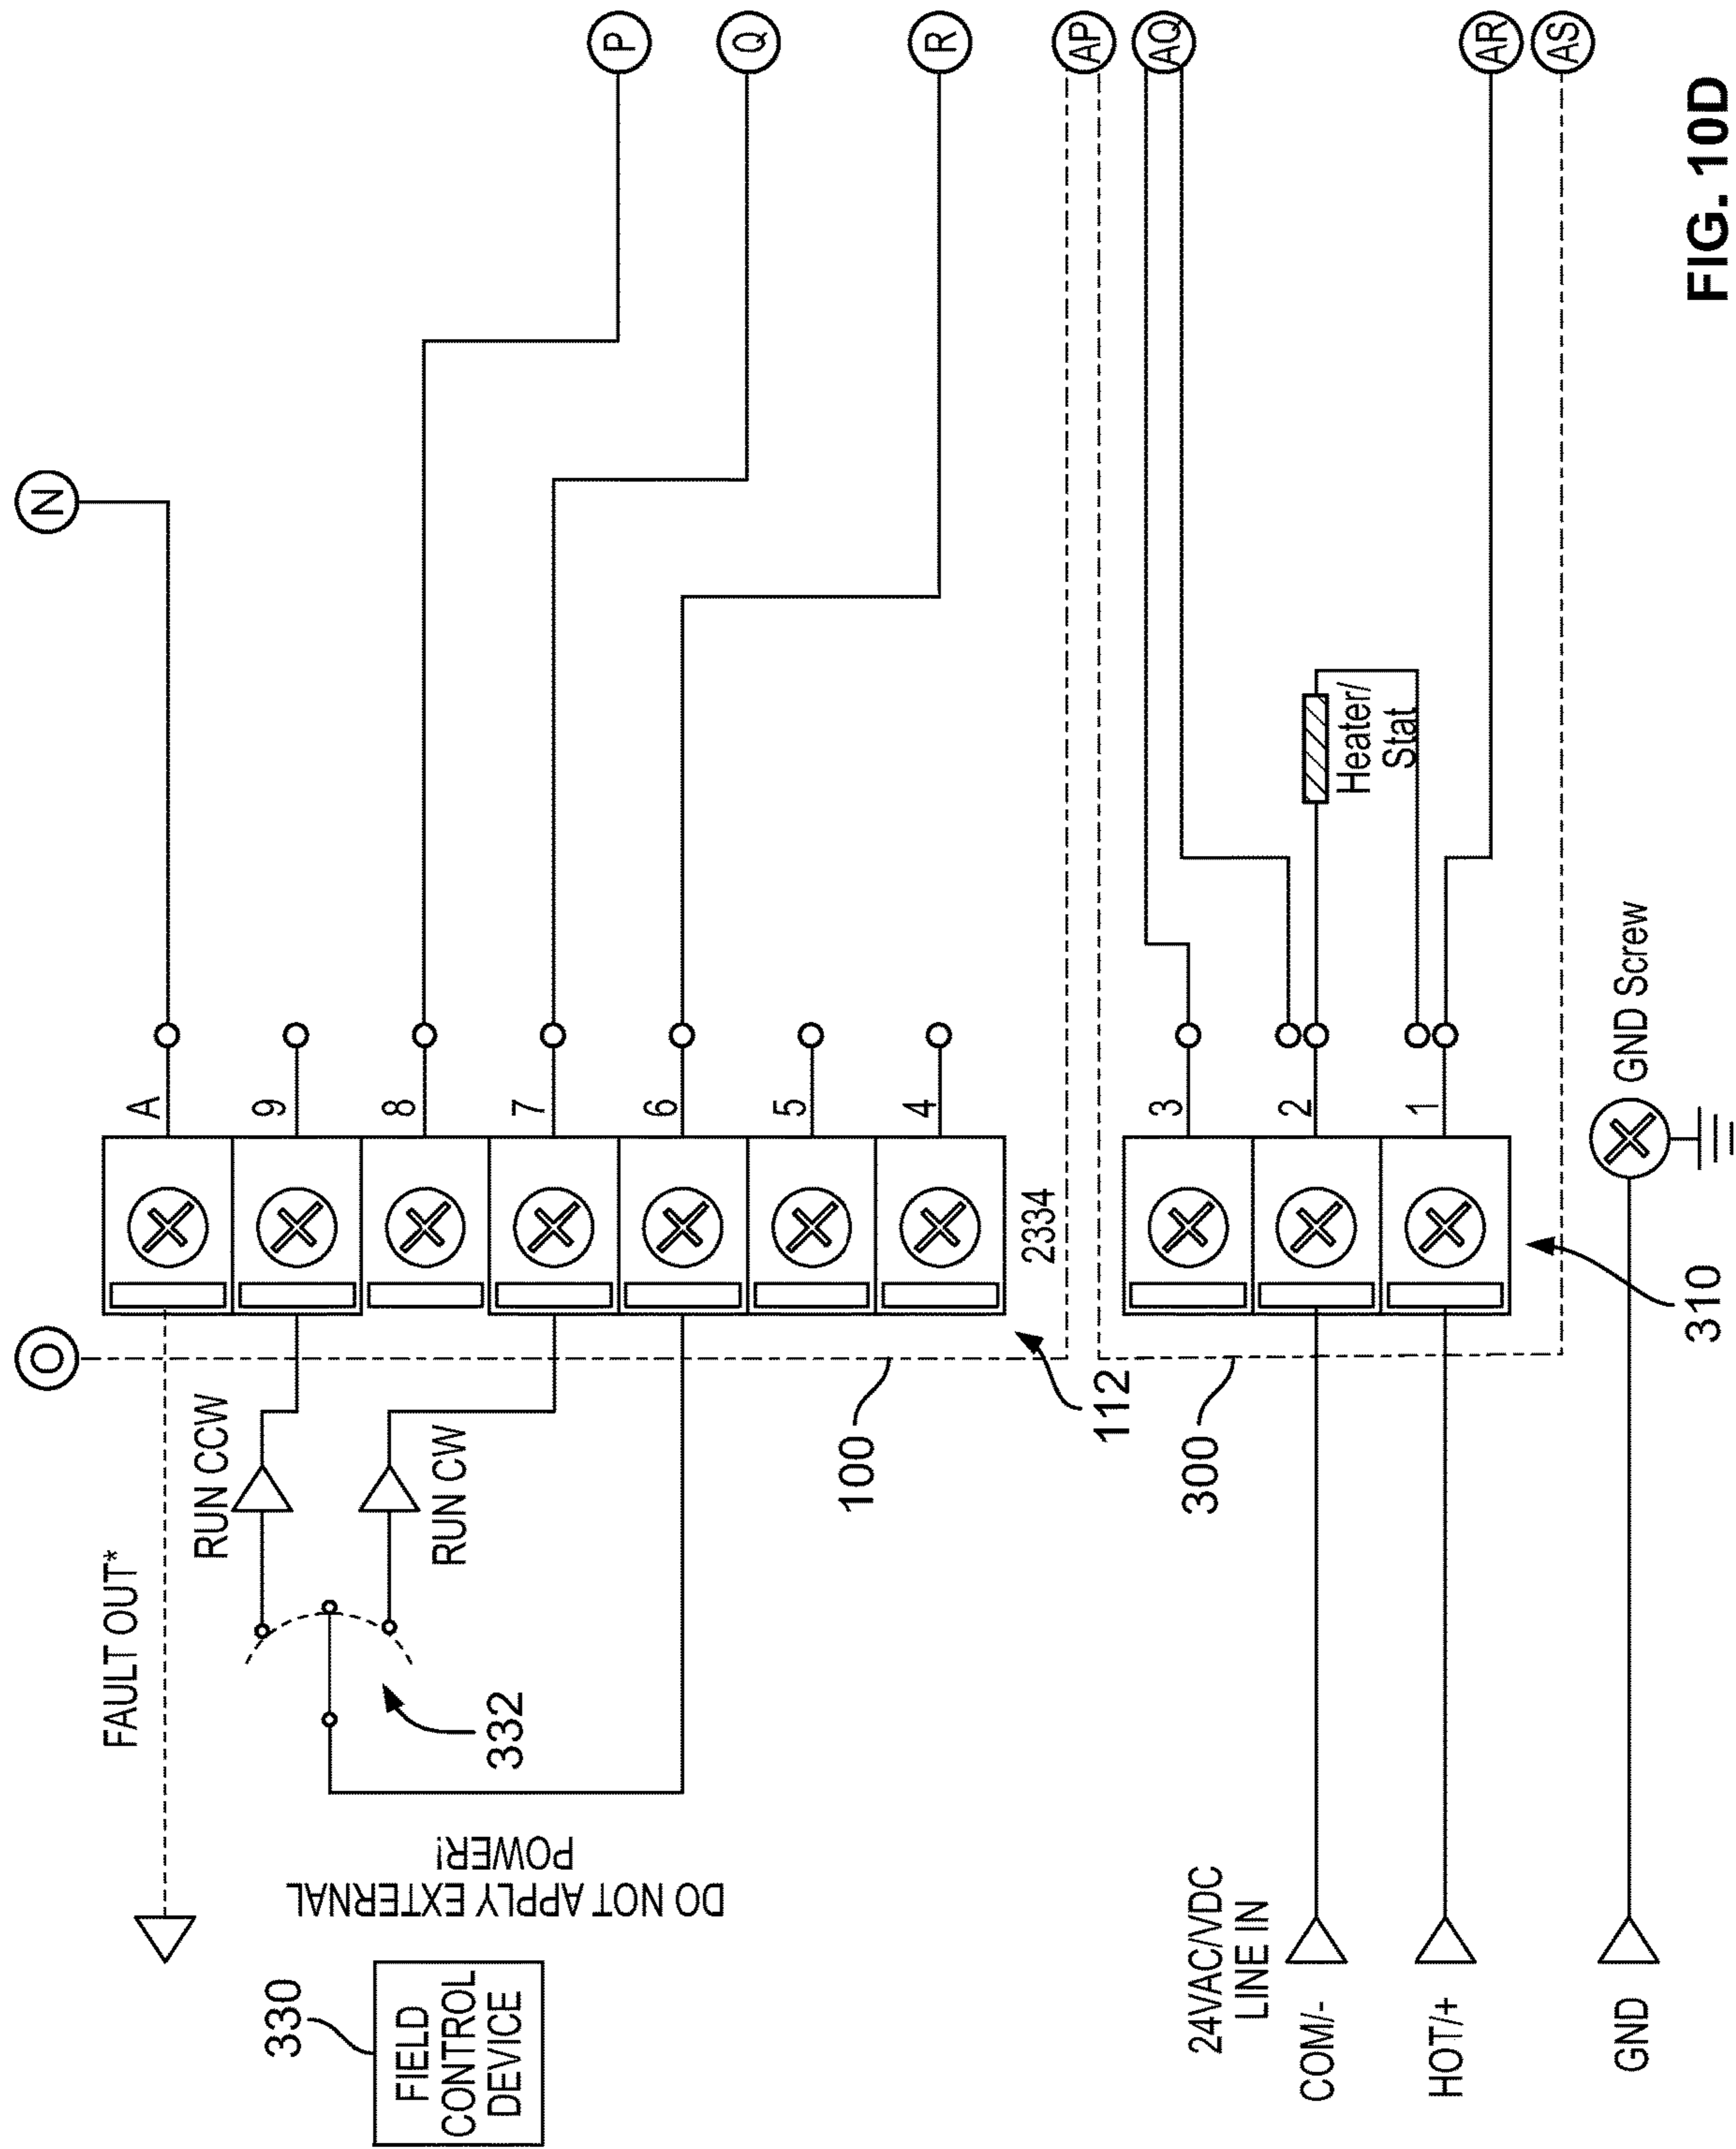 N
P
Q
R
AP
AQ
AR
AS
O
FAULT OUT*
RUN CCW
RUN CW
332
DO NOT APPLY EXTERNAL
POWER!
330
FIELD
CONTROL
DEVICE
A
9
8
7
6
5
4
2334
100
112
24VAC/VDC
LINE IN
COM/-
HOT/+
GND
300
310
3
2
1
Heater/
Stat
GND Screw
FIG. 10D